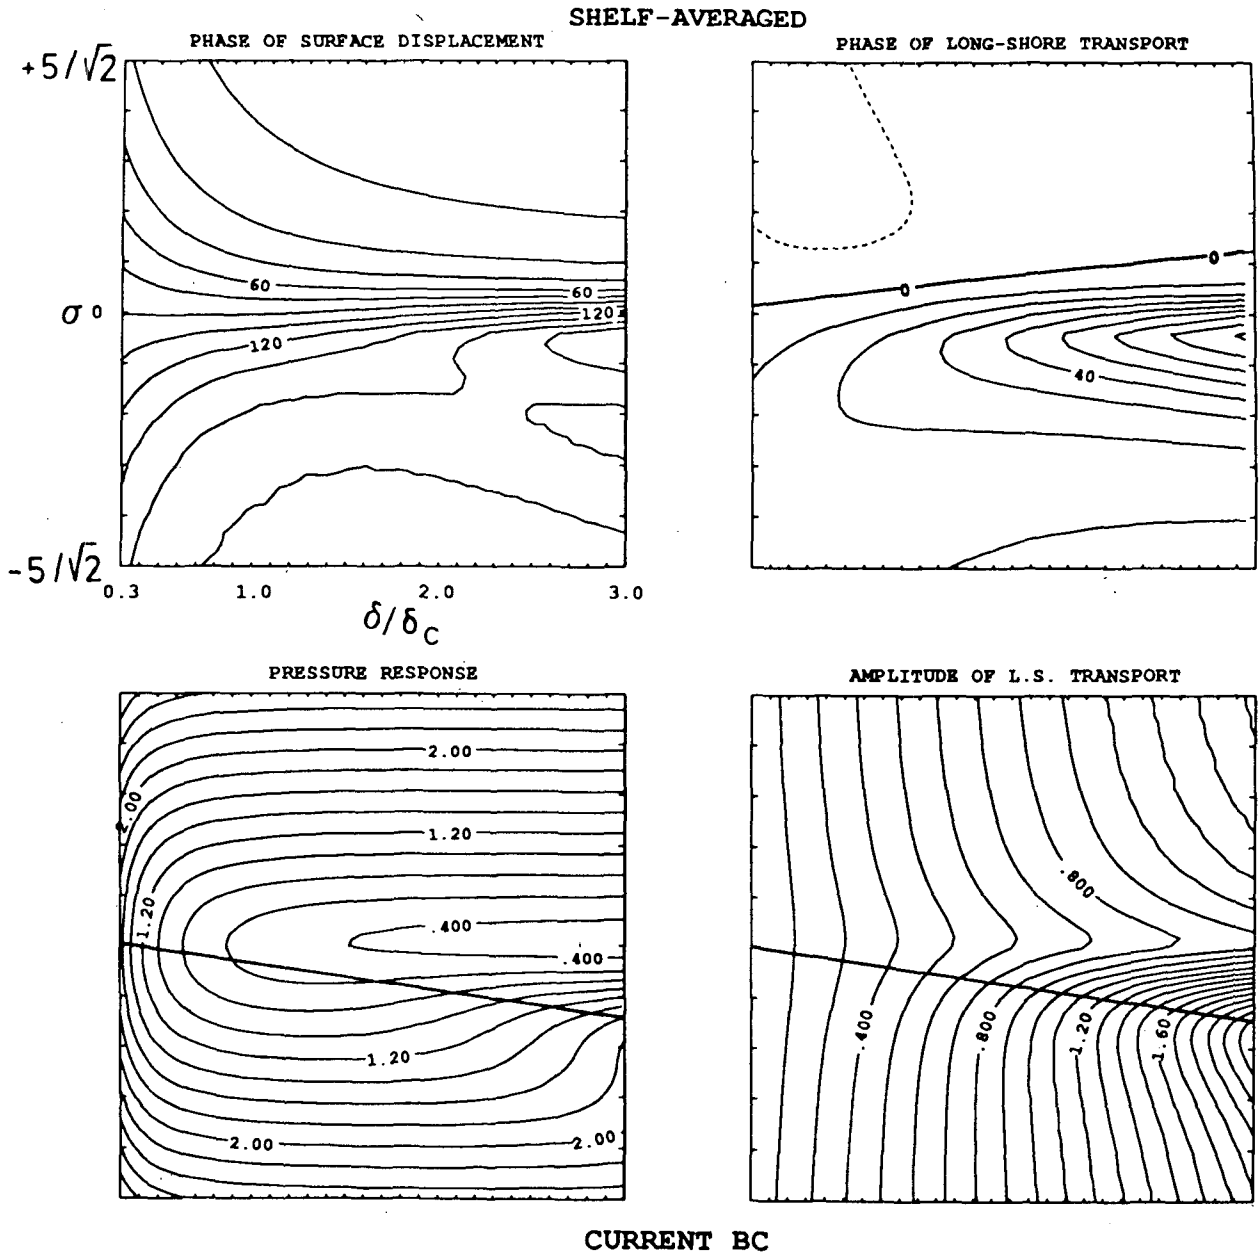 SHELF-AVERAGED
PHASE OF SURFACE DISPLACEMENT
PHASE OF LONG-SHORE TRANSPORT
+5/√2
60
60
σ 0
120
120
-5/√2
0.3 1.0 2.0 3.0
δ/δC
0
0
40
PRESSURE RESPONSE
AMPLITUDE OF L.S. TRANSPORT
2.00
2.00
1.20
1.20
.400
.400
1.20
2.00
2.00
.800
.400
.800
1.20
1.60
CURRENT BC